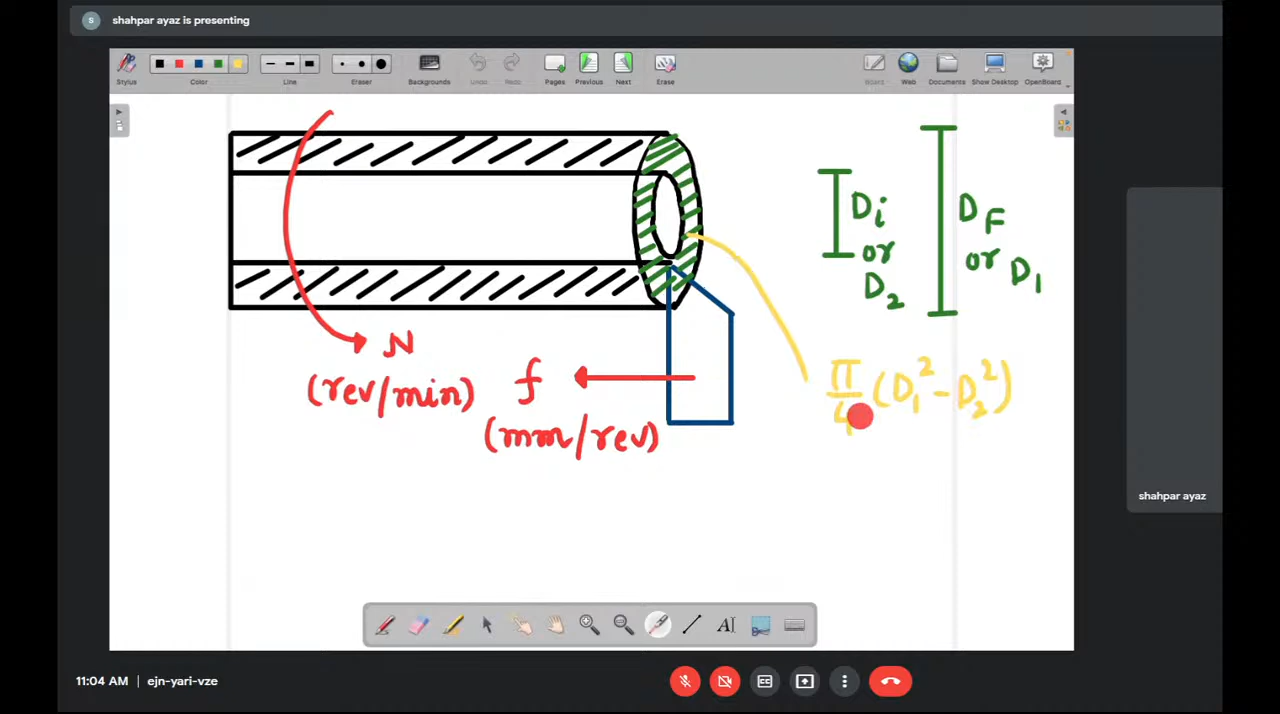 S shahpar ayaz is presenting
Stylus Color Line Eraser Backgrounds Undo Redo Pages Previous Next Erase Board Web Documents Show Desktop OpenBoard
Di
or
D2
DF
or D1
N
(rev/min)
f
(mm/rev)
π/4 (D1² - D2²)
shahpar ayaz
AI
11:04 AM | ejn-yari-vze
CC